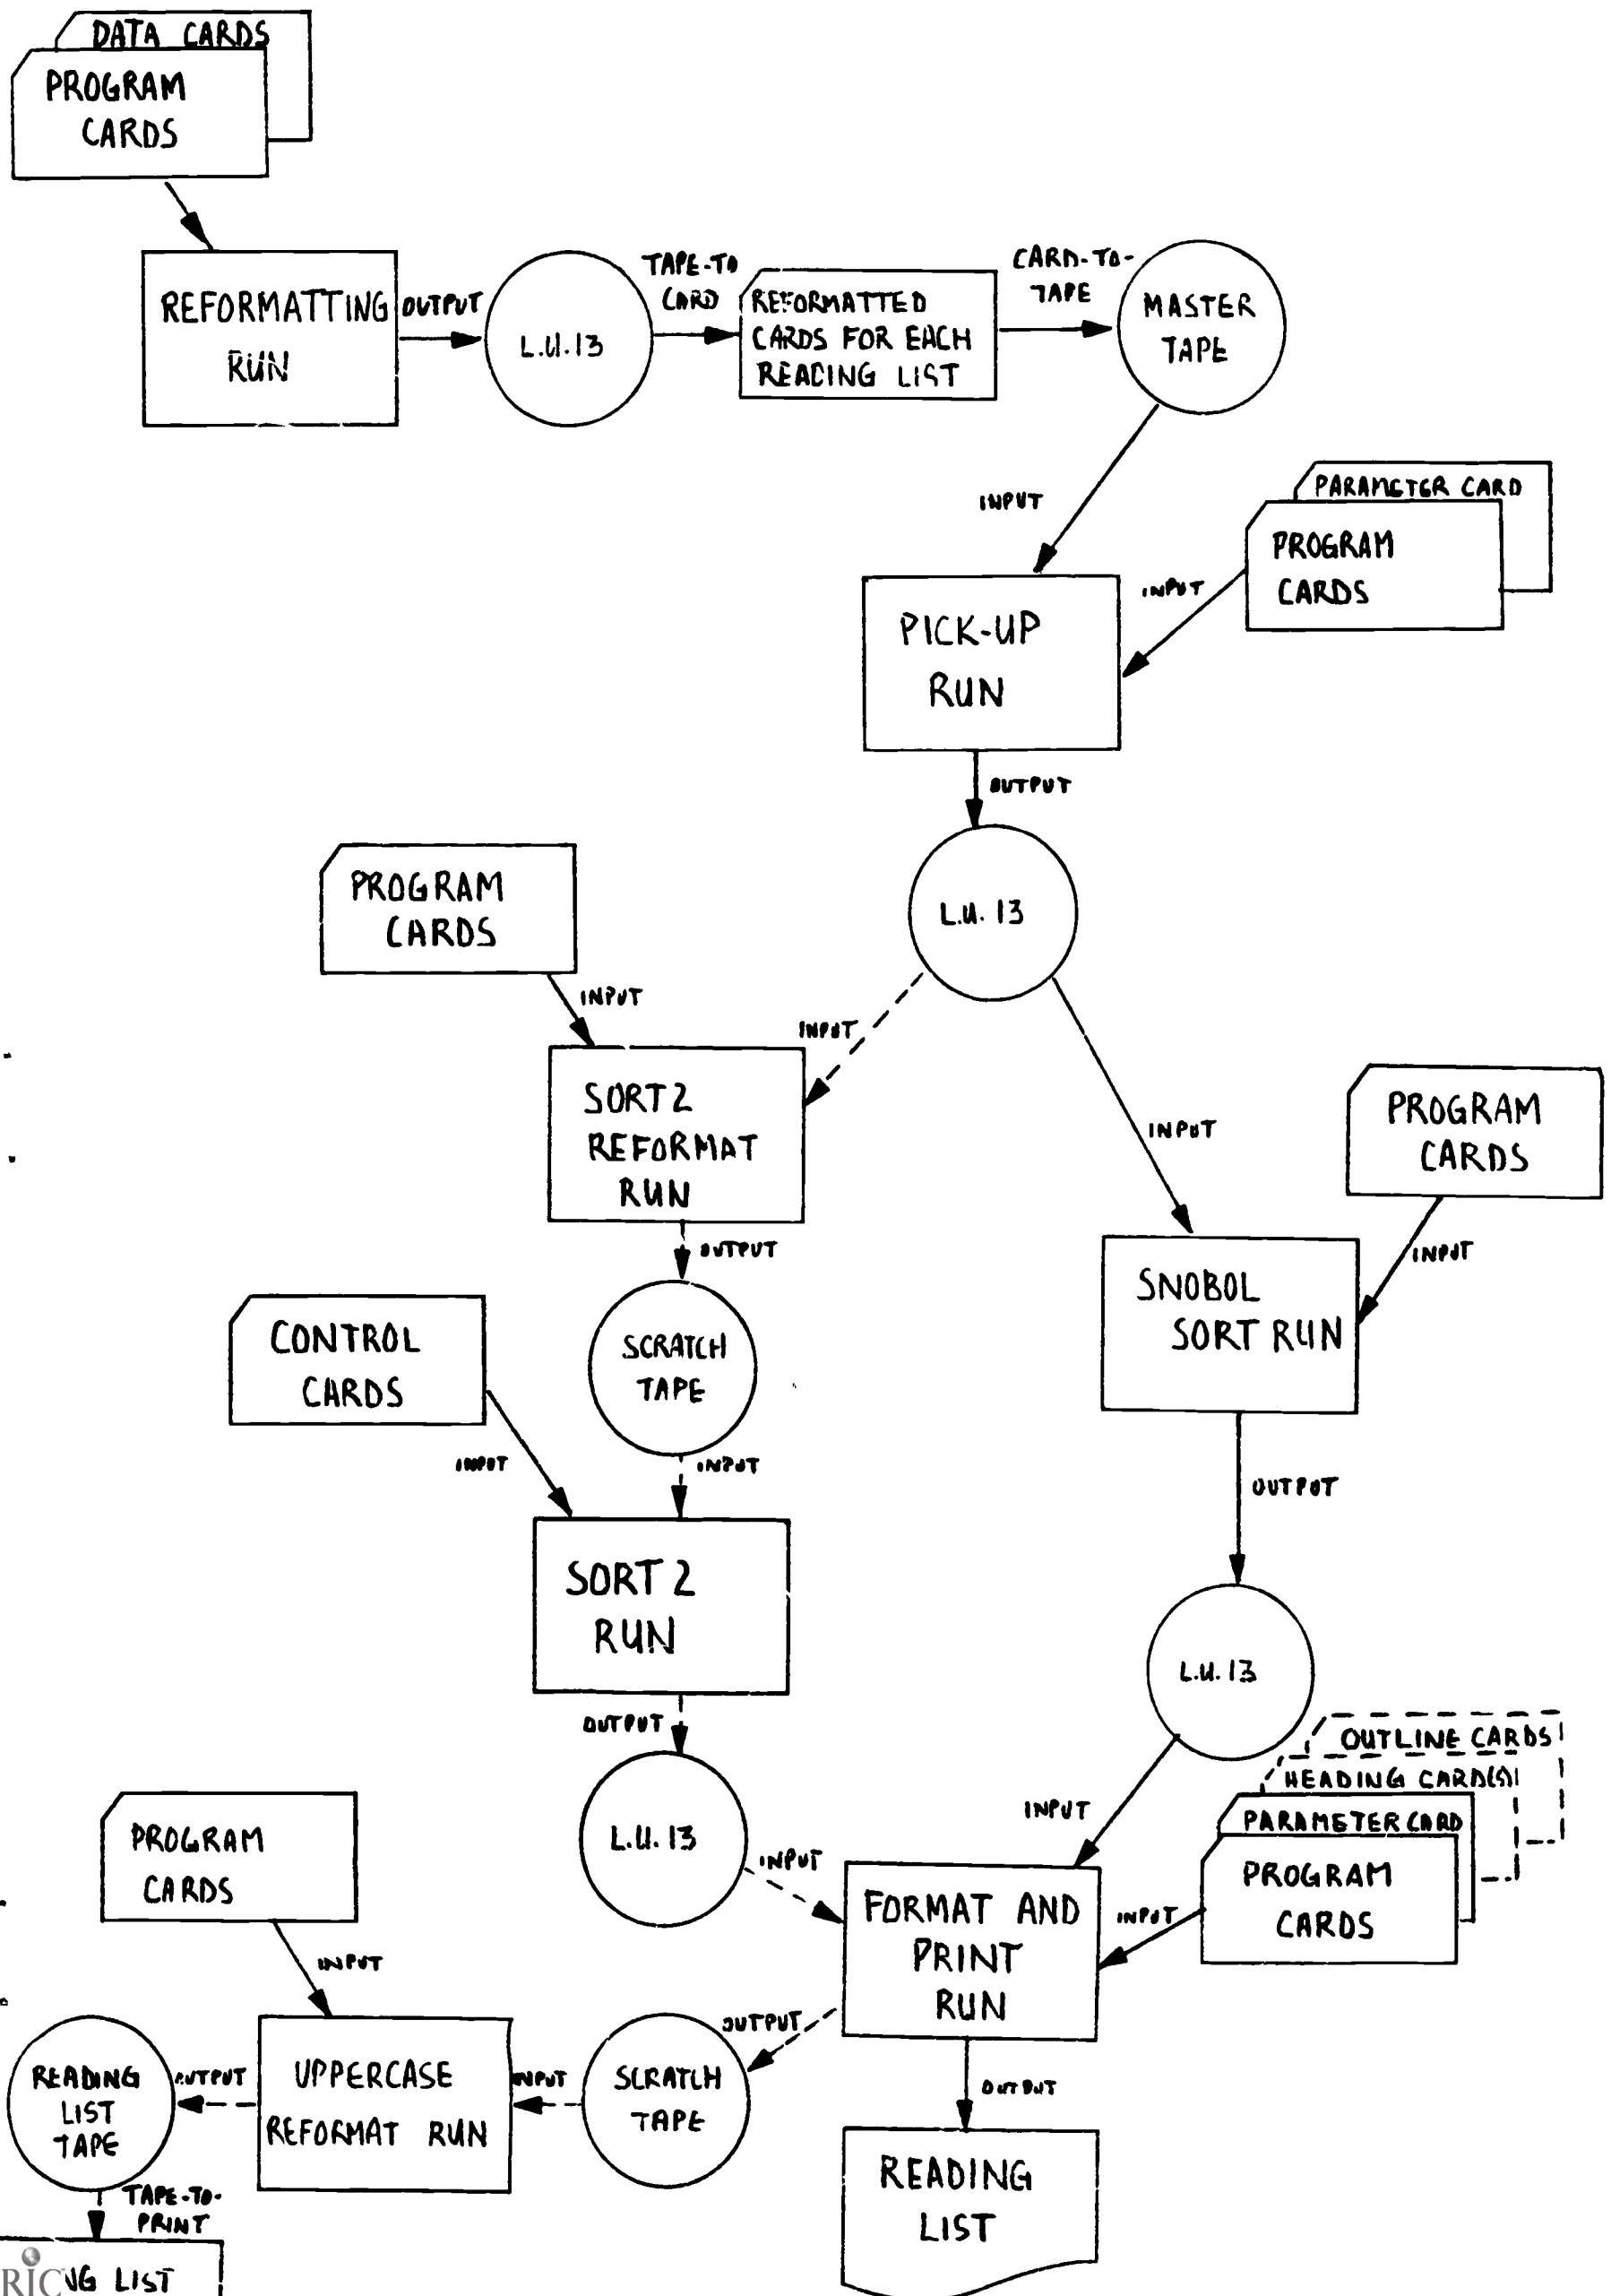 DATA CARDS
PROGRAM
CARDS
REFORMATTING
RUN
OUTPUT
L.U.13
TAPE-TO
CARD
REFORMATTED
CARDS FOR EACH
READING LIST
CARD-TO-
TAPE
MASTER
TAPE
INPUT
PARAMETER CARD
PROGRAM
CARDS
INPUT
PICK-UP
RUN
OUTPUT
L.U. 13
PROGRAM
CARDS
INPUT
INPUT
SORT2
REFORMAT
RUN
INPUT
PROGRAM
CARDS
INPUT
OUTPUT
SNOBOL
SORT RUN
SCRATCH
TAPE
CONTROL
CARDS
INPUT
INPUT
OUTPUT
SORT 2
RUN
OUTPUT
L.U. 13
L.U. 13
OUTLINE CARDS
HEADING CARD(S)
PARAMETER CARD
PROGRAM
CARDS
INPUT
INPUT
INPUT
FORMAT AND
PRINT
RUN
PROGRAM
CARDS
INPUT
OUTPUT
SCRATCH
TAPE
INPUT
UPPERCASE
REFORMAT RUN
OUTPUT
READING
LIST
TAPE
OUTPUT
READING
LIST
TAPE-TO-
PRINT
NG LIST
RIC